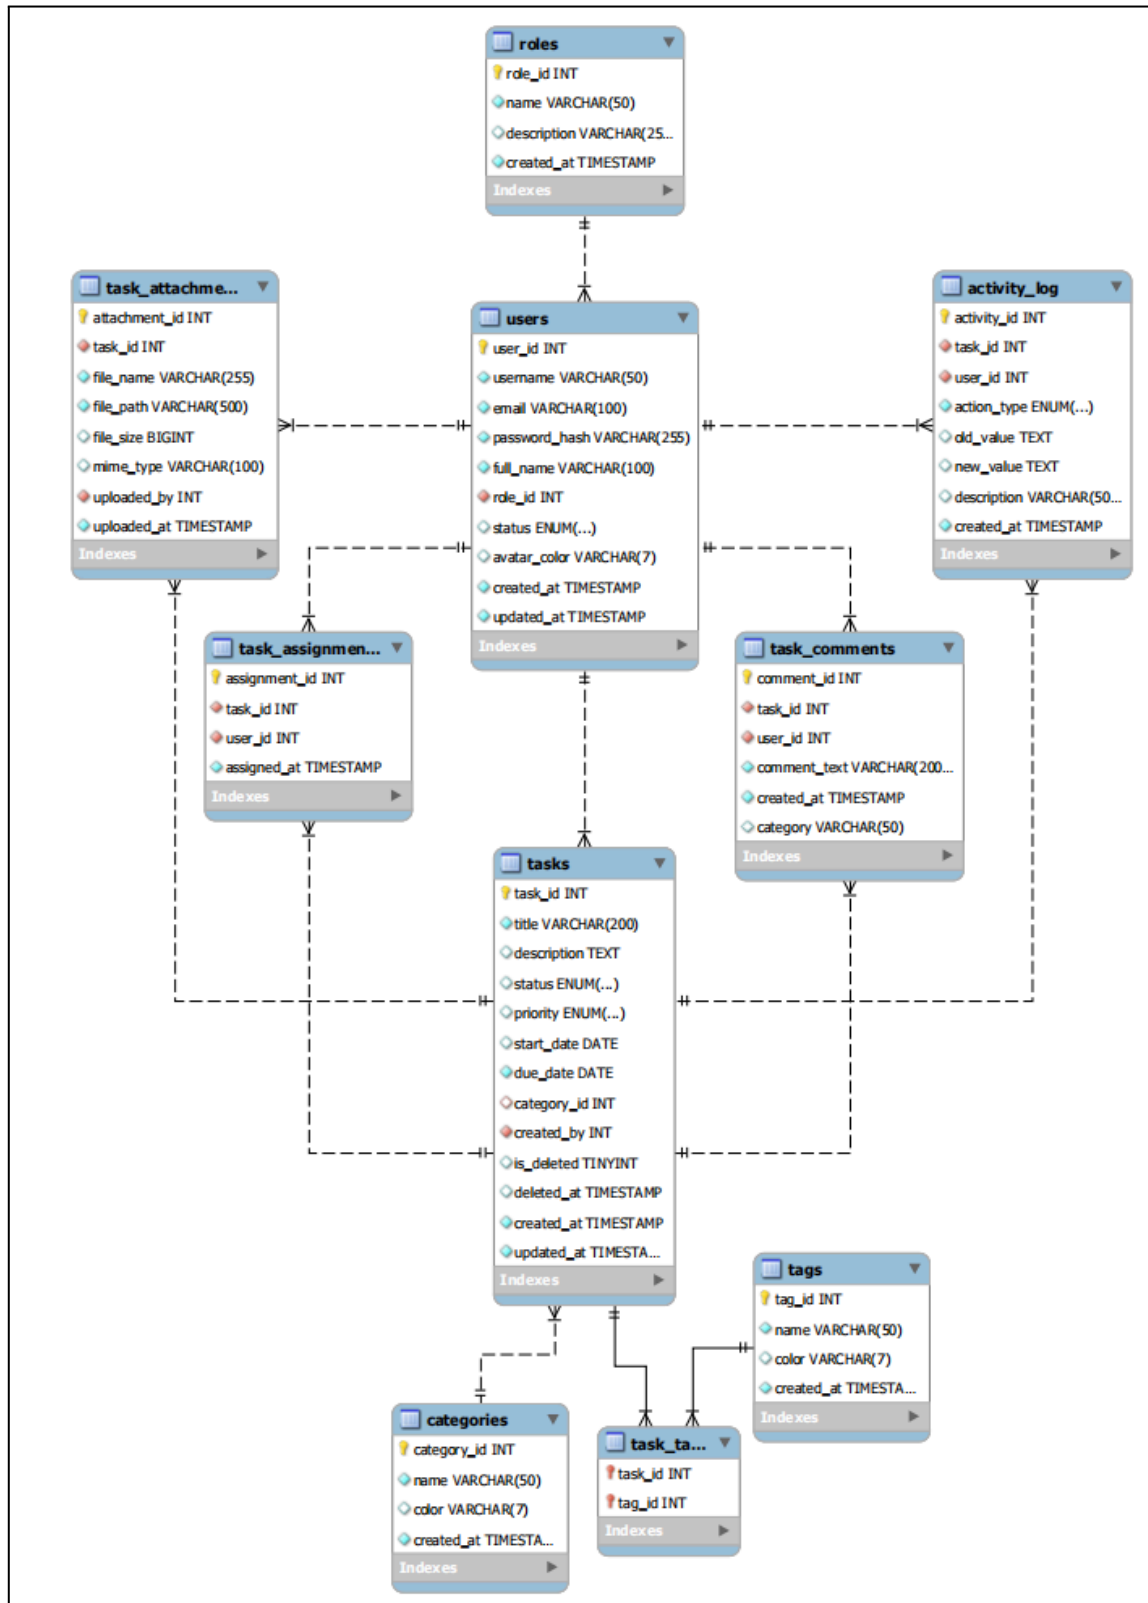 roles
role_id INT
name VARCHAR(50)
description VARCHAR(25...
created_at TIMESTAMP
Indexes
task_attachme...
attachment_id INT
task_id INT
file_name VARCHAR(255)
file_path VARCHAR(500)
file_size BIGINT
mime_type VARCHAR(100)
uploaded_by INT
uploaded_at TIMESTAMP
Indexes
users
user_id INT
username VARCHAR(50)
email VARCHAR(100)
password_hash VARCHAR(255)
full_name VARCHAR(100)
role_id INT
status ENUM(...)
avatar_color VARCHAR(7)
created_at TIMESTAMP
updated_at TIMESTAMP
Indexes
activity_log
activity_id INT
task_id INT
user_id INT
action_type ENUM(...)
old_value TEXT
new_value TEXT
description VARCHAR(50...
created_at TIMESTAMP
Indexes
task_assignmen...
assignment_id INT
task_id INT
user_id INT
assigned_at TIMESTAMP
Indexes
task_comments
comment_id INT
task_id INT
user_id INT
comment_text VARCHAR(200...
created_at TIMESTAMP
category VARCHAR(50)
Indexes
tasks
task_id INT
title VARCHAR(200)
description TEXT
status ENUM(...)
priority ENUM(...)
start_date DATE
due_date DATE
category_id INT
created_by INT
is_deleted TINYINT
deleted_at TIMESTAMP
created_at TIMESTAMP
updated_at TIMESTA...
Indexes
tags
tag_id INT
name VARCHAR(50)
color VARCHAR(7)
created_at TIMESTA...
Indexes
categories
category_id INT
name VARCHAR(50)
color VARCHAR(7)
created_at TIMESTA...
Indexes
task_ta...
task_id INT
tag_id INT
Indexes